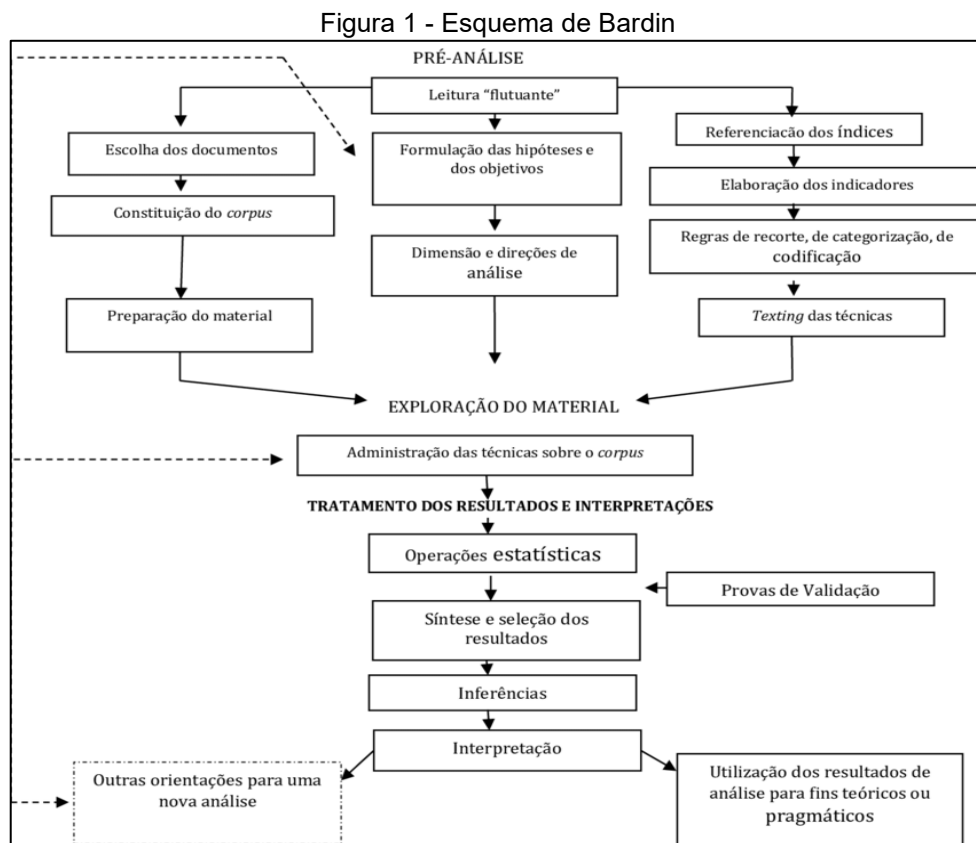 Figura 1 - Esquema de Bardin
PRÉ-ANÁLISE
Leitura “flutuante”
Escolha dos documentos
Constituição do corpus
Preparação do material
Formulação das hipóteses e
dos objetivos
Dimensão e direções de
análise
Referenciacão dos índices
Elaboração dos indicadores
Regras de recorte, de categorização, de
codificação
Texting das técnicas
EXPLORAÇÃO DO MATERIAL
Administração das técnicas sobre o corpus
TRATAMENTO DOS RESULTADOS E INTERPRETAÇÕES
Operações estatísticas
Provas de Validação
Síntese e seleção dos
resultados
Inferências
Interpretação
Outras orientações para uma
nova análise
Utilização dos resultados de
análise para fins teóricos ou
pragmáticos